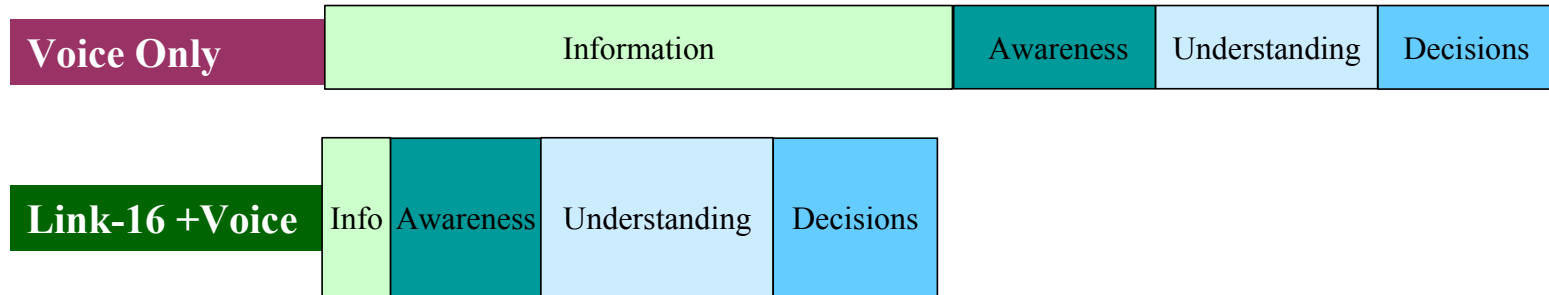 Voice Only
Information
Awareness
Understanding
Decisions
Link-16 +Voice
Info
Awareness
Understanding
Decisions